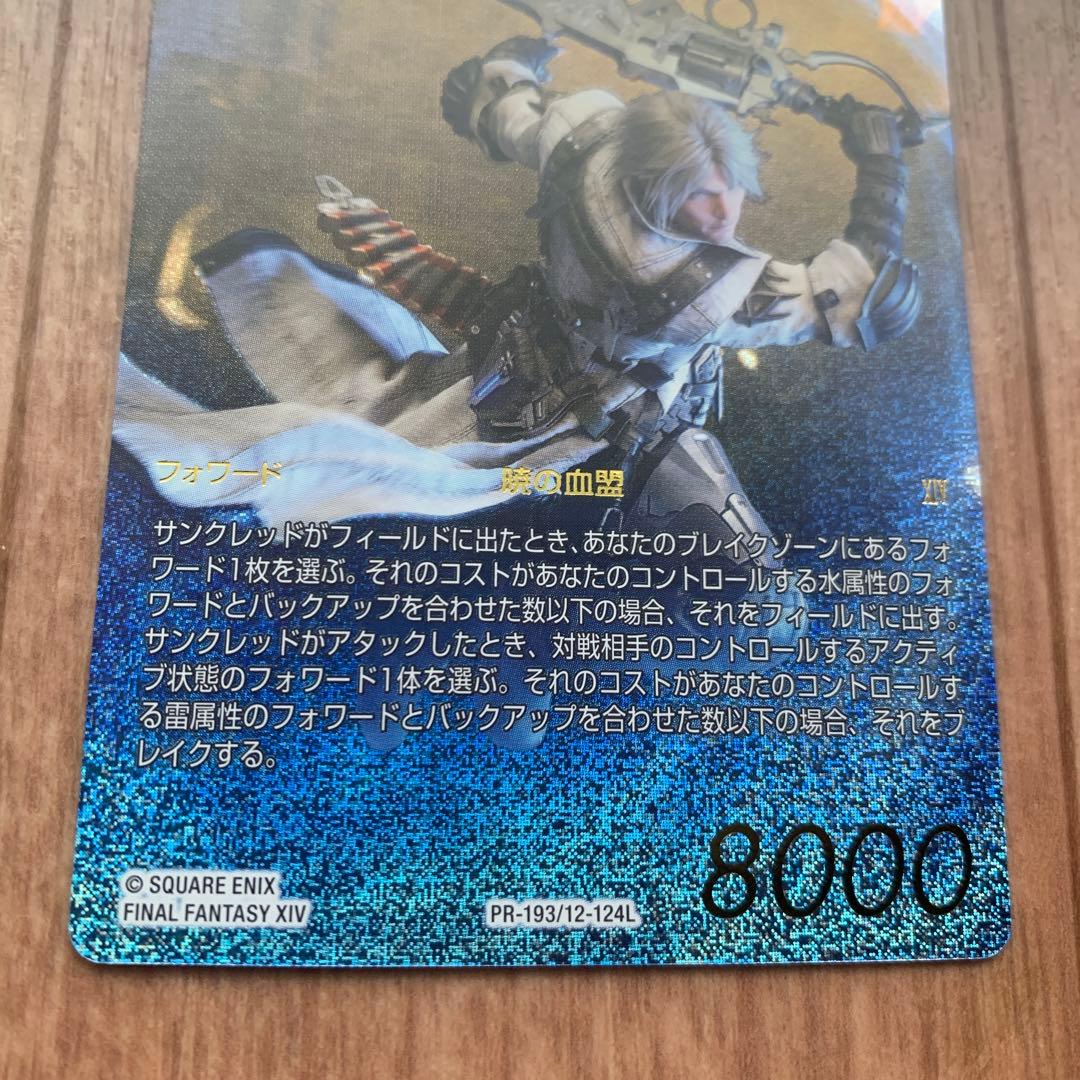 フォワード 暁の血盟 XIV
サンクレッドがフィールドに出たとき、あなたのブレイクゾーンにあるフォ
ワード1枚を選ぶ。それのコストがあなたのコントロールする水属性のフォ
ワードとバックアップを合わせた数以下の場合、それをフィールドに出す。
サンクレッドがアタックしたとき、対戦相手のコントロールするアクティ
ブ状態のフォワード1体を選ぶ。それのコストがあなたのコントロールす
る雷属性のフォワードとバックアップを合わせた数以下の場合、それをブ
レイクする。
8000
© SQUARE ENIX
FINAL FANTASY XIV
PR-193/12-124L